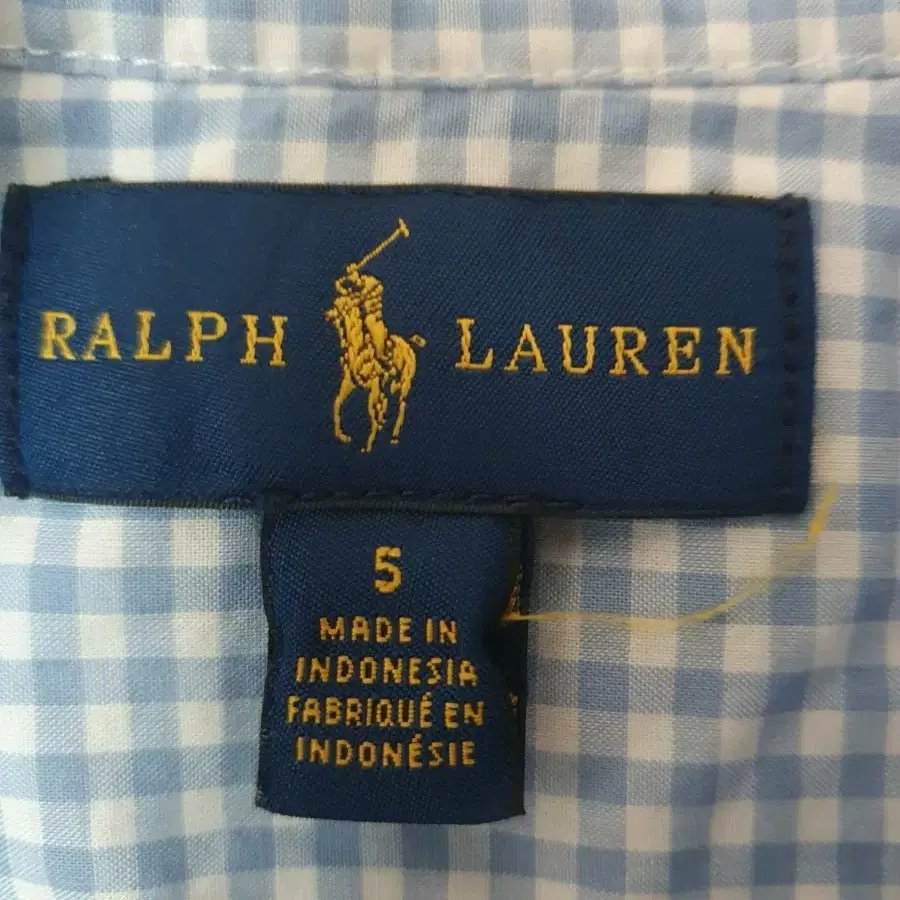 RALPH LAUREN
5
MADE IN
INDONESIA
FABRIQUÉ EN
INDONÉSIE